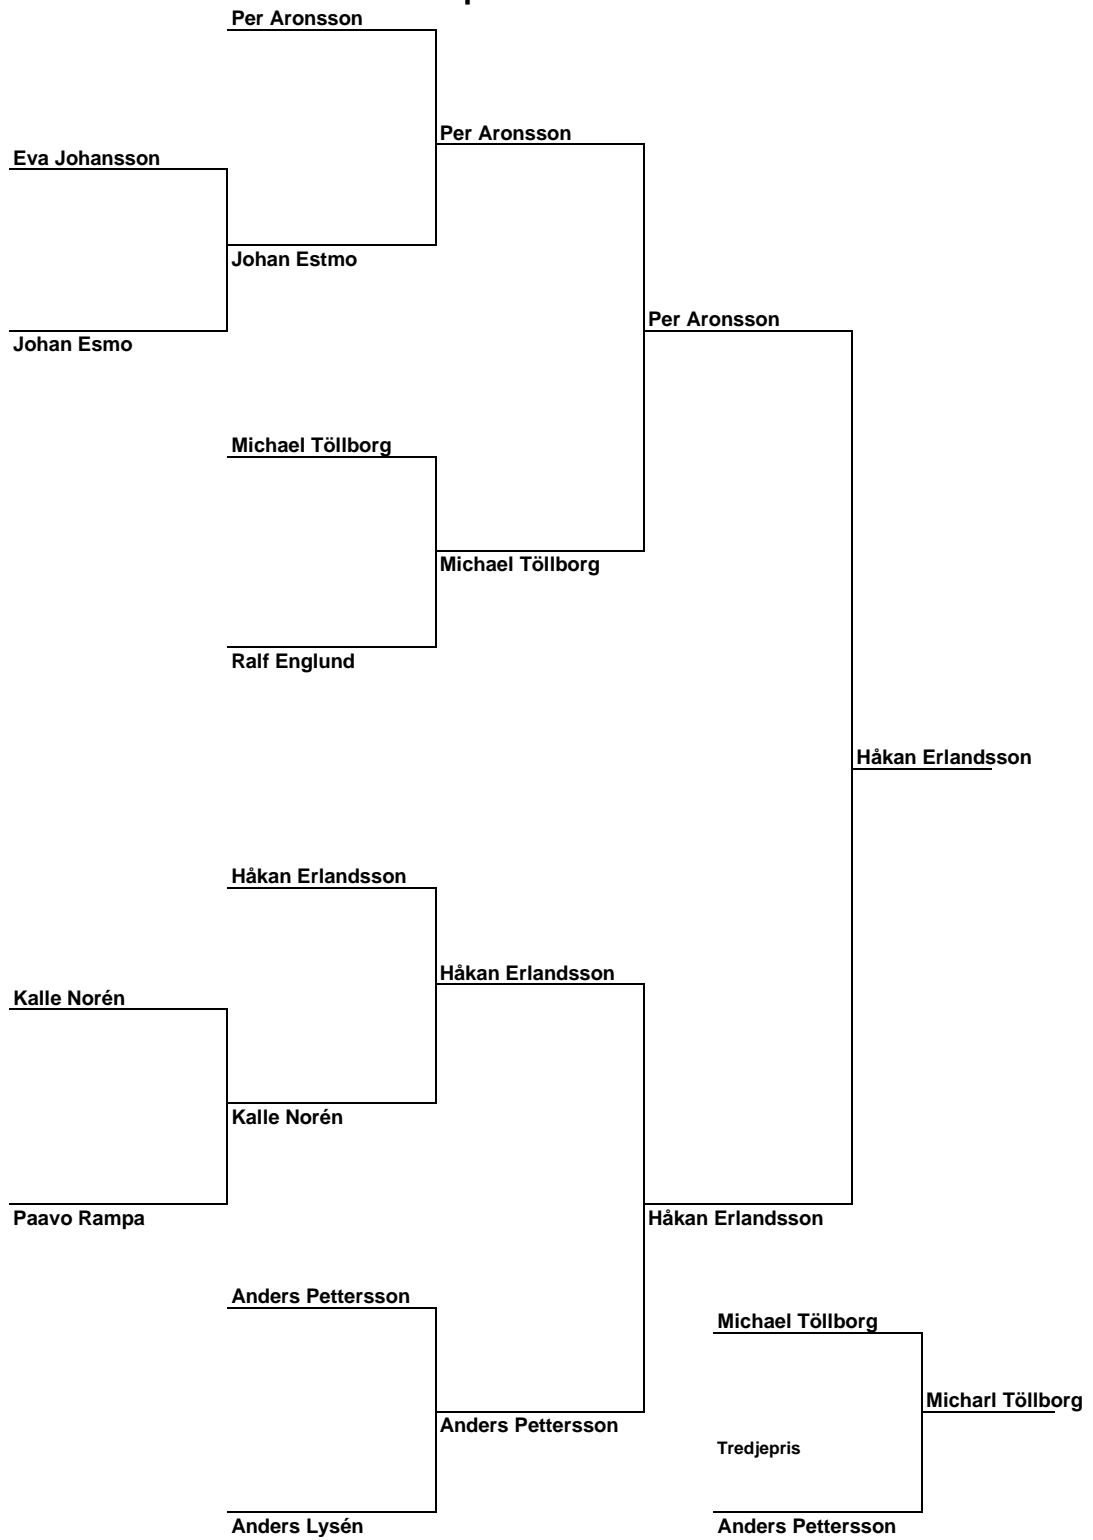 Per Aronsson
Per Aronsson
Eva Johansson
Johan Estmo
Per Aronsson
Johan Esmo
Michael Töllborg
Michael Töllborg
Ralf Englund
Håkan Erlandsson
Håkan Erlandsson
Håkan Erlandsson
Kalle Norén
Kalle Norén
Paavo Rampa
Håkan Erlandsson
Anders Pettersson
Michael Töllborg
Micharl Töllborg
Anders Pettersson
Tredjepris
Anders Lysén
Anders Pettersson